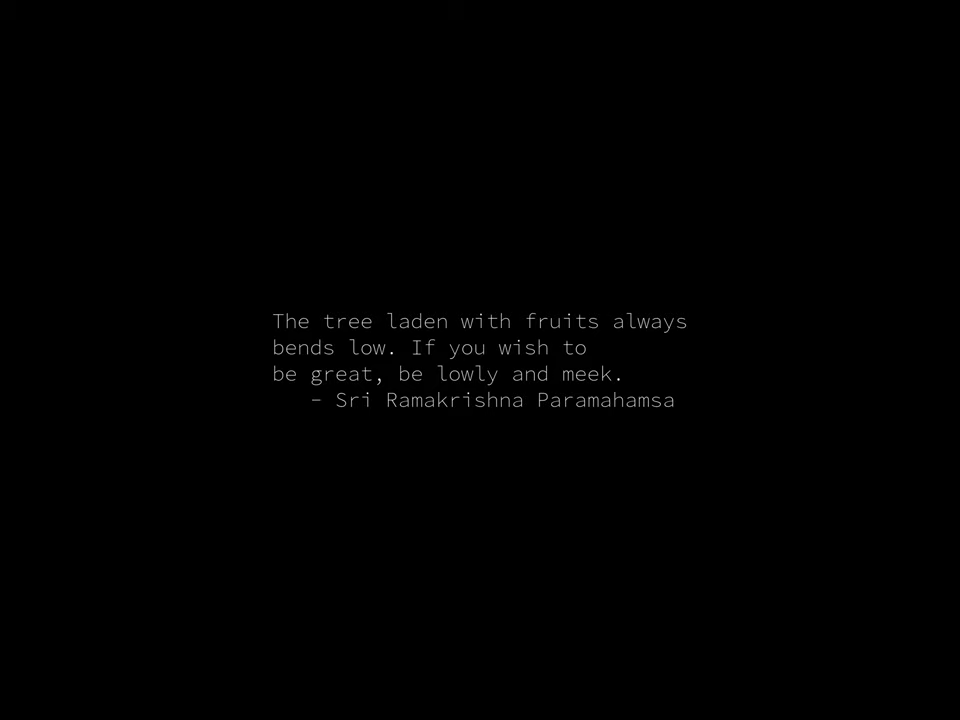 The tree laden with fruits always
bends low. If you wish to
be great, be lowly and meek.
– Sri Ramakrishna Paramahamsa